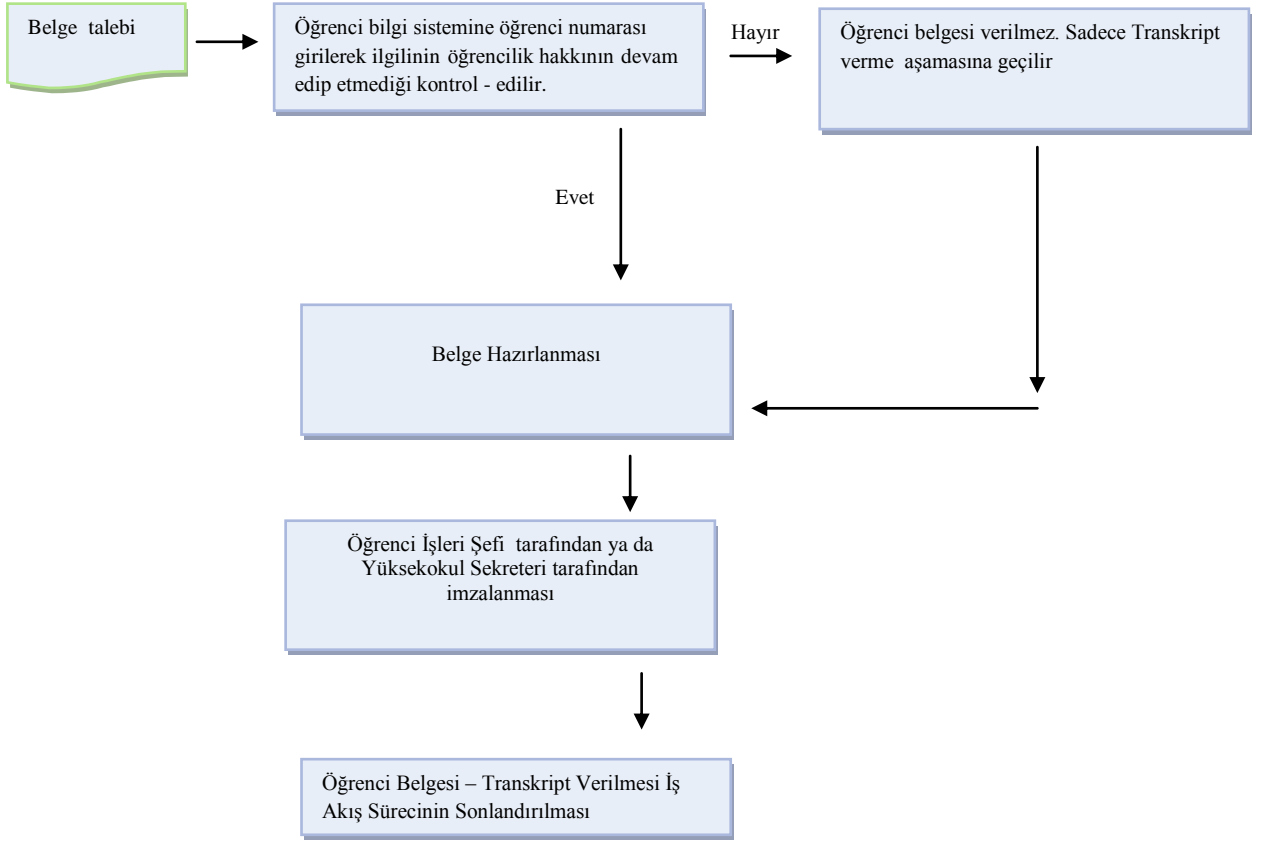 Belge talebi
Öğrenci bilgi sistemine öğrenci numarası
girilerek ilgilinin öğrencilik hakkının devam
edip etmediği kontrol - edilir.
Hayır
Öğrenci belgesi verilmez. Sadece Transkript
verme aşamasına geçilir
Evet
Belge Hazırlanması
Öğrenci İşleri Şefi tarafından ya da
Yüksekokul Sekreteri tarafından
imzalanması
Öğrenci Belgesi – Transkript Verilmesi İş
Akış Sürecinin Sonlandırılması